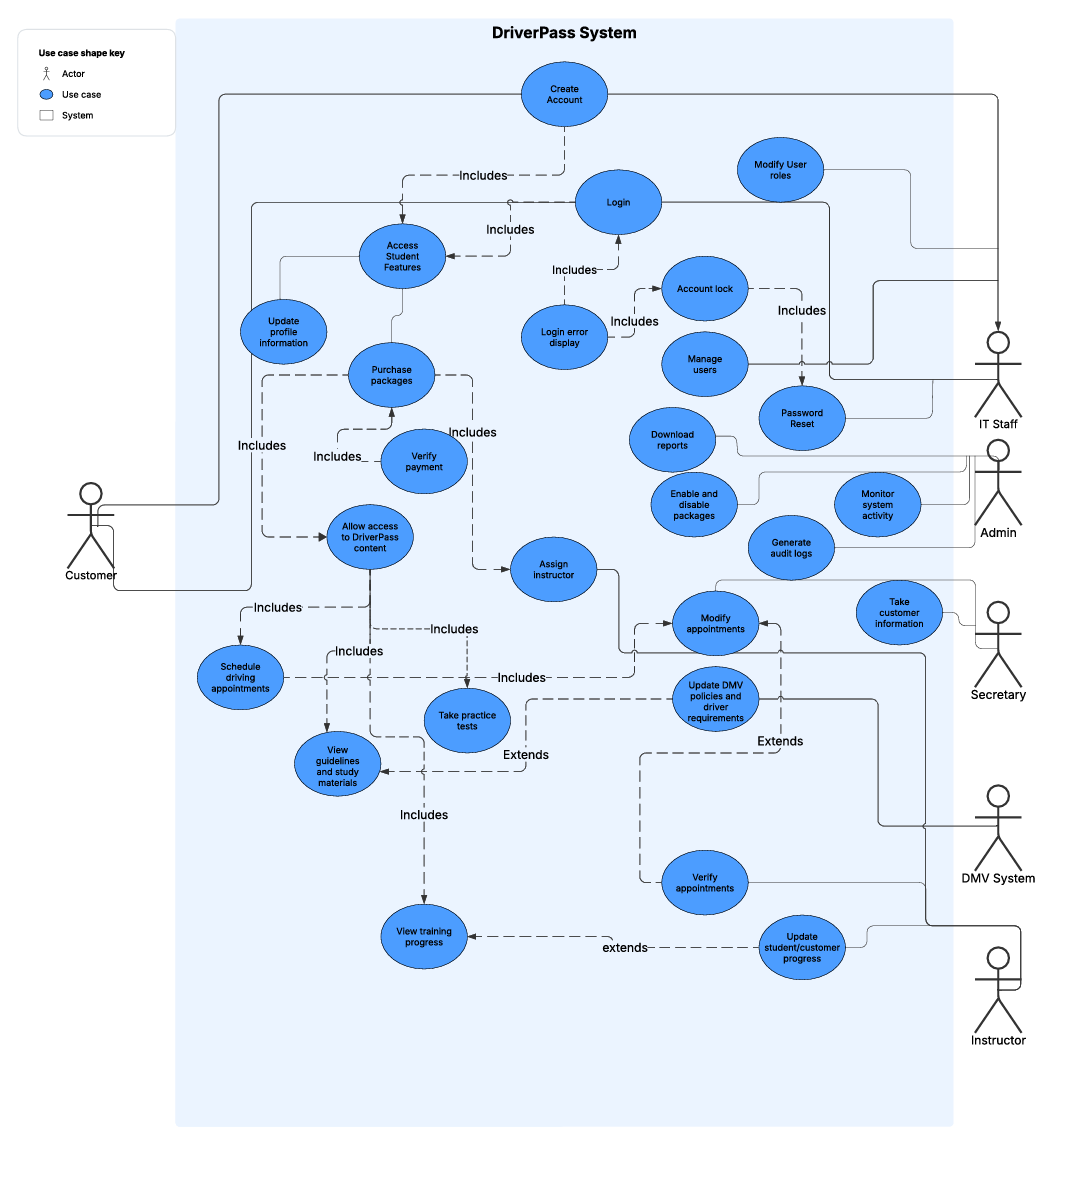 DriverPass System
Use case shape key
Actor
Use case
System
Create
Account
Modify User
roles
Includes
Login
Includes
Access
Student
Features
Includes
Account lock
Includes
Includes
Update
profile
information
Login error
display
Manage
users
Purchase
packages
Password
Reset
IT Staff
Includes
Includes
Includes
Verify
payment
Download
reports
Enable and
disable
packages
Monitor
system
activity
Admin
Allow access
to DriverPass
content
Generate
audit logs
Customer
Assign
instructor
Includes
Includes
Includes
Modify
appointments
Take
customer
information
Schedule
driving
appointments
Includes
Update DMV
policies and
driver
requirements
Secretary
Take practice
tests
View
guidelines
and study
materials
Extends
Extends
Includes
Verify
appointments
DMV System
View training
progress
extends
Update
student/customer
progress
Instructor